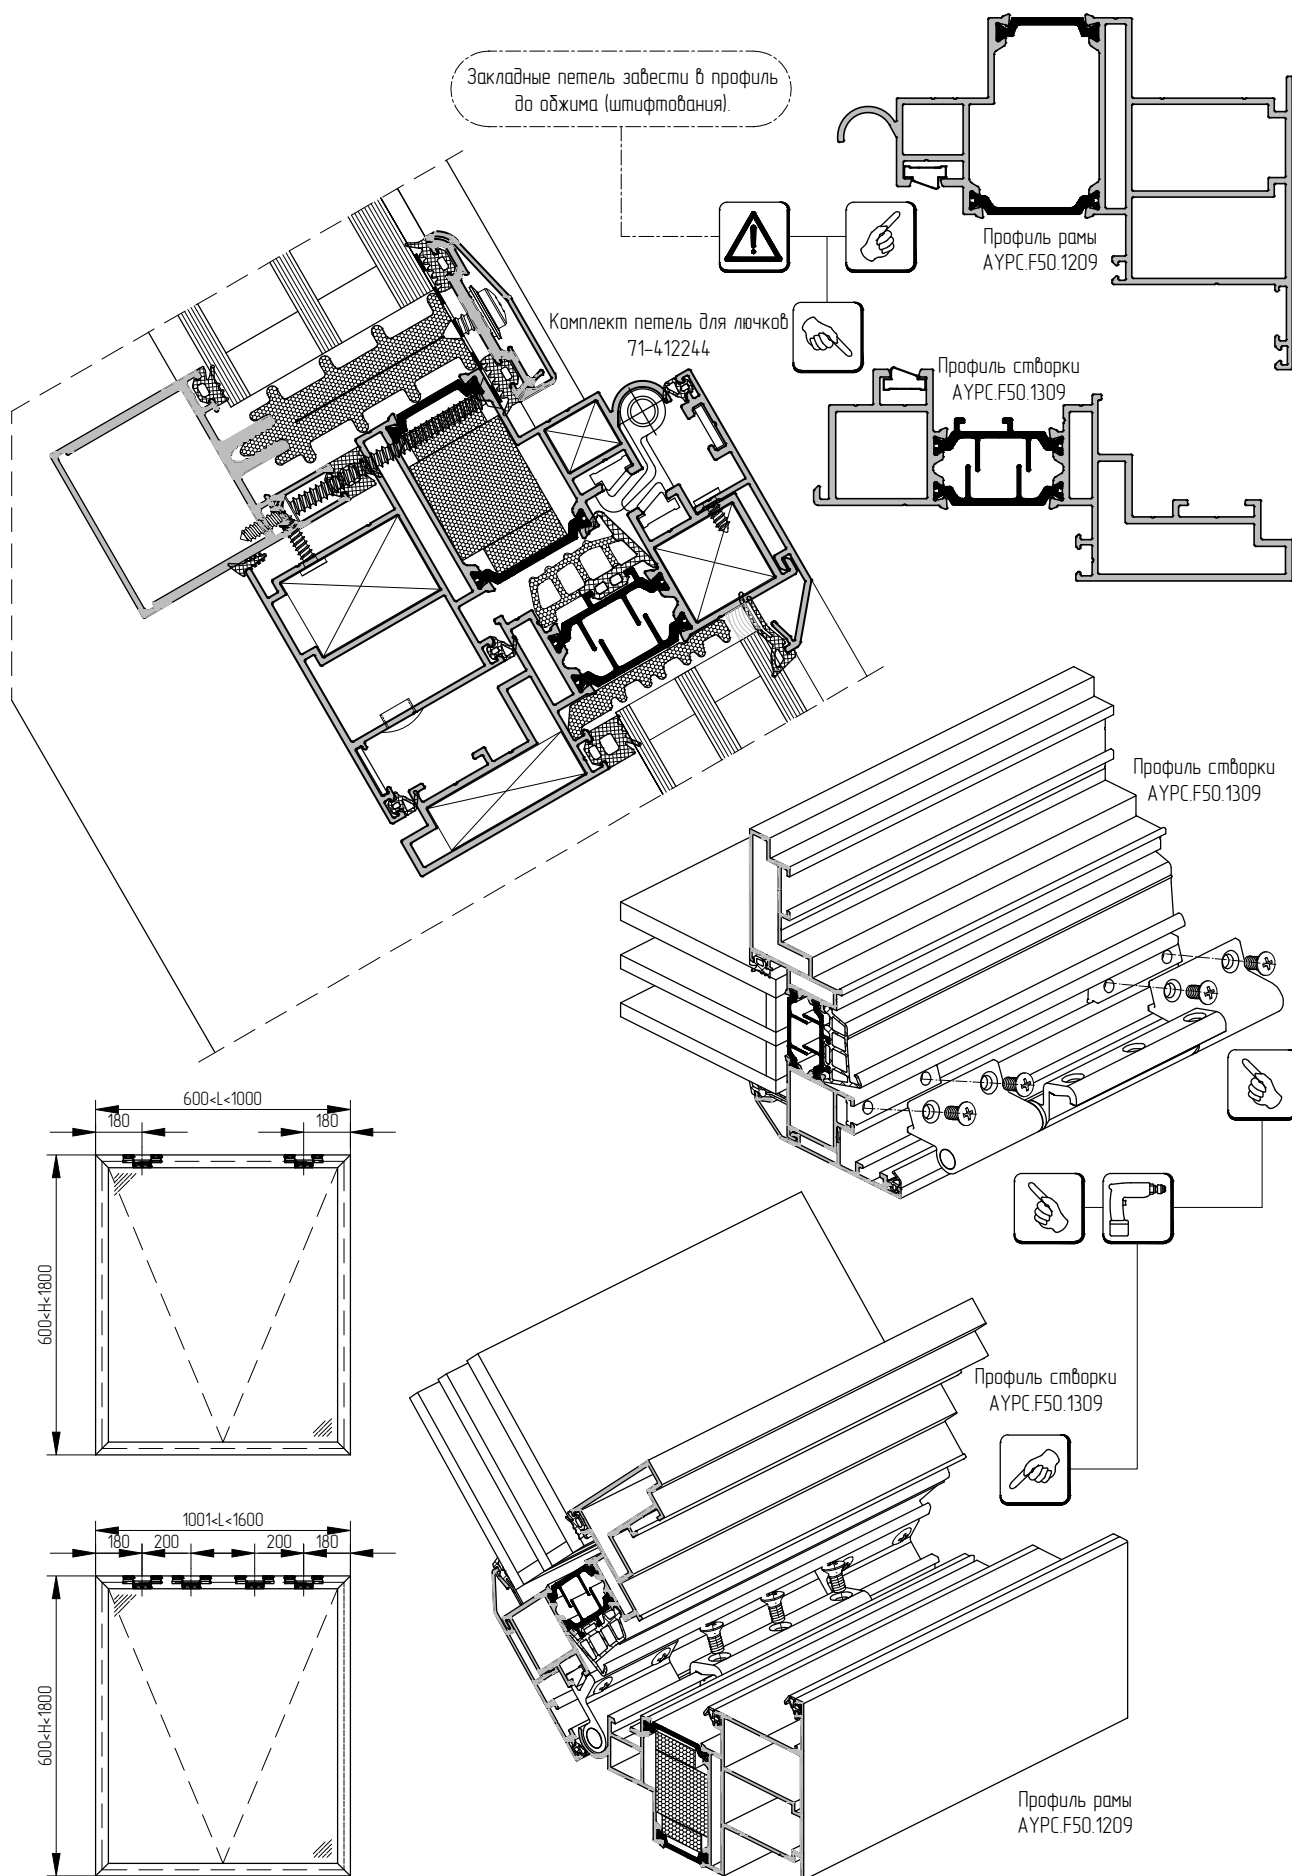 Закладные петель завести в профиль
до обжима (штифтования).
Профиль рамы
AYPC.F50.1209
Комплект петель для лючков
71-412244
Профиль створки
AYPC.F50.1309
Профиль створки
AYPC.F50.1309
600<L<1000
180
180
600<H<1800
Профиль створки
AYPC.F50.1309
1001<L<1600
180
200
200
180
600<H<1800
Профиль рамы
AYPC.F50.1209